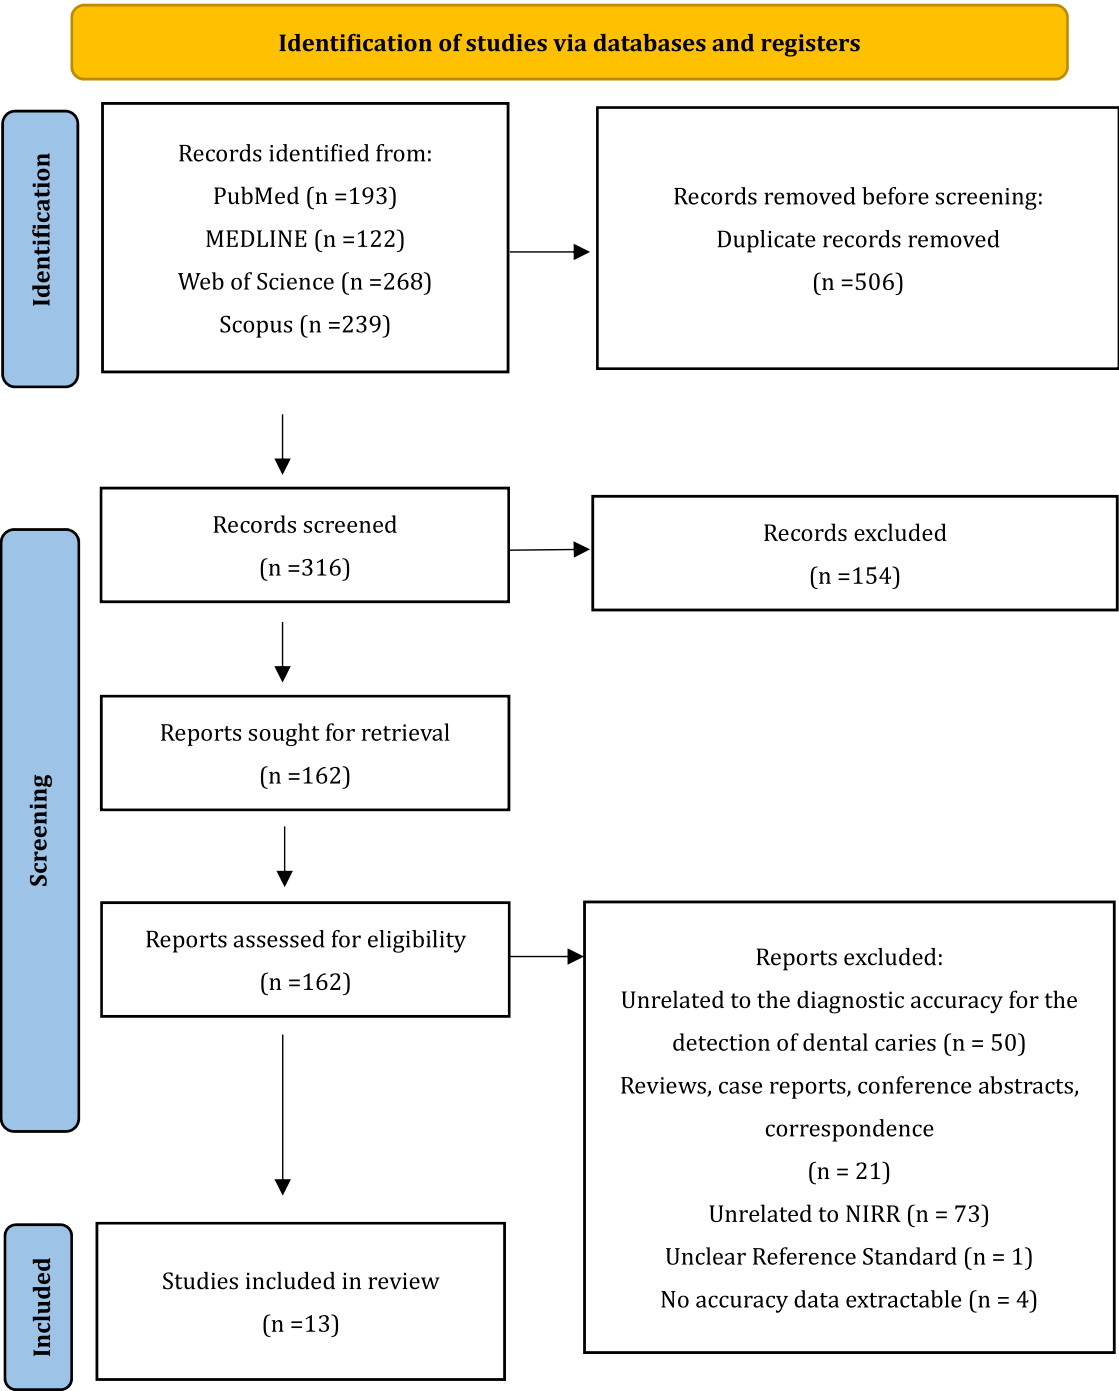 Identification of studies via databases and registers
Identification
Records identified from:
PubMed (n =193)
MEDLINE (n =122)
Web of Science (n =268)
Scopus (n =239)
Records removed before screening:
Duplicate records removed
(n =506)
Screening
Records screened
(n =316)
Records excluded
(n =154)
Reports sought for retrieval
(n =162)
Reports assessed for eligibility
(n =162)
Reports excluded:
Unrelated to the diagnostic accuracy for the
detection of dental caries (n = 50)
Reviews, case reports, conference abstracts,
correspondence
(n = 21)
Unrelated to NIRR (n = 73)
Unclear Reference Standard (n = 1)
No accuracy data extractable (n = 4)
Included
Studies included in review
(n =13)